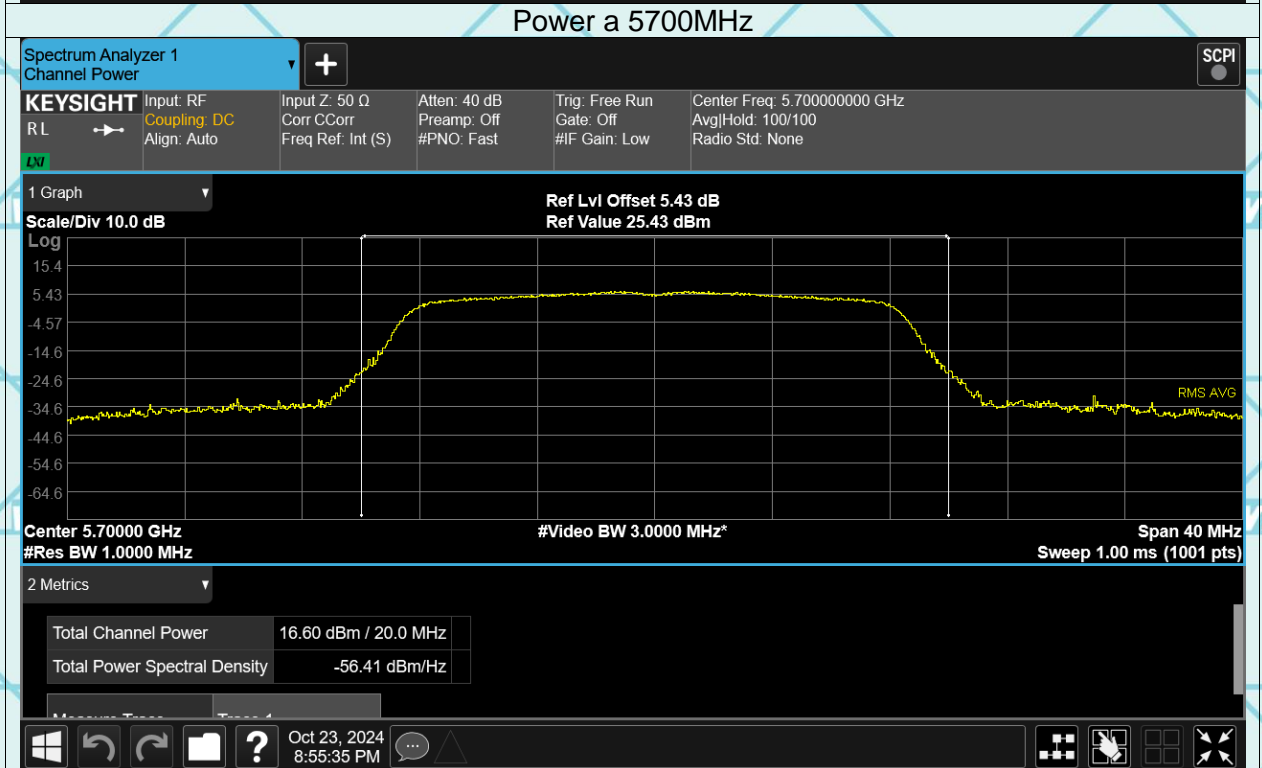 Power a 5700MHz
Spectrum Analyzer 1
Channel Power
+
SCPI
KEYSIGHT
RL
LXI
Input: RF
Coupling: DC
Align: Auto
Input Z: 50 Ω
Corr CCorr
Freq Ref: Int (S)
Atten: 40 dB
Preamp: Off
#PNO: Fast
Trig: Free Run
Gate: Off
#IF Gain: Low
Center Freq: 5.700000000 GHz
Avg|Hold: 100/100
Radio Std: None
1 Graph
Scale/Div 10.0 dB
Ref Lvl Offset 5.43 dB
Ref Value 25.43 dBm
Log
15.4
5.43
-4.57
-14.6
-24.6
-34.6
-44.6
-54.6
-64.6
RMS AVG
Center 5.70000 GHz
#Res BW 1.0000 MHz
#Video BW 3.0000 MHz*
Span 40 MHz
Sweep 1.00 ms (1001 pts)
2 Metrics
Total Channel Power 16.60 dBm / 20.0 MHz
Total Power Spectral Density -56.41 dBm/Hz
?
Oct 23, 2024
8:55:35 PM